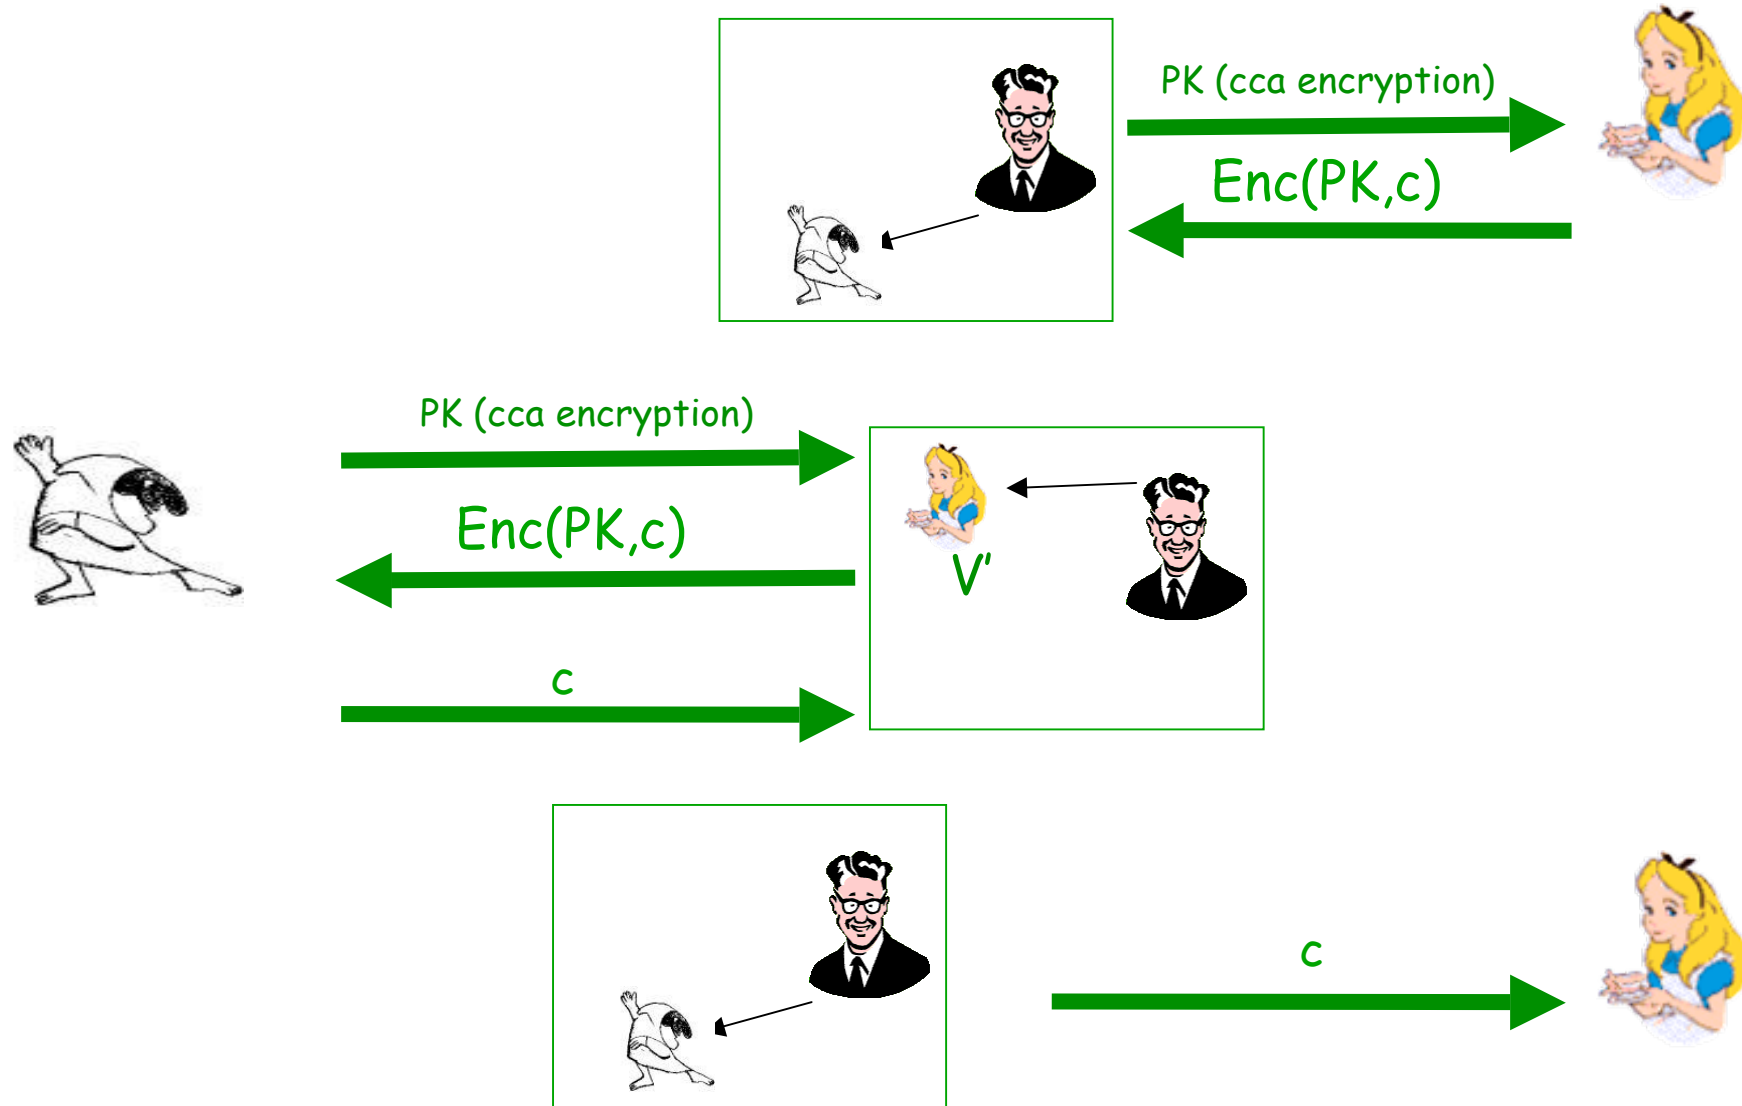 PK (cca encryption)
Enc(PK,c)
PK (cca encryption)
Enc(PK,c)
V'
c
c